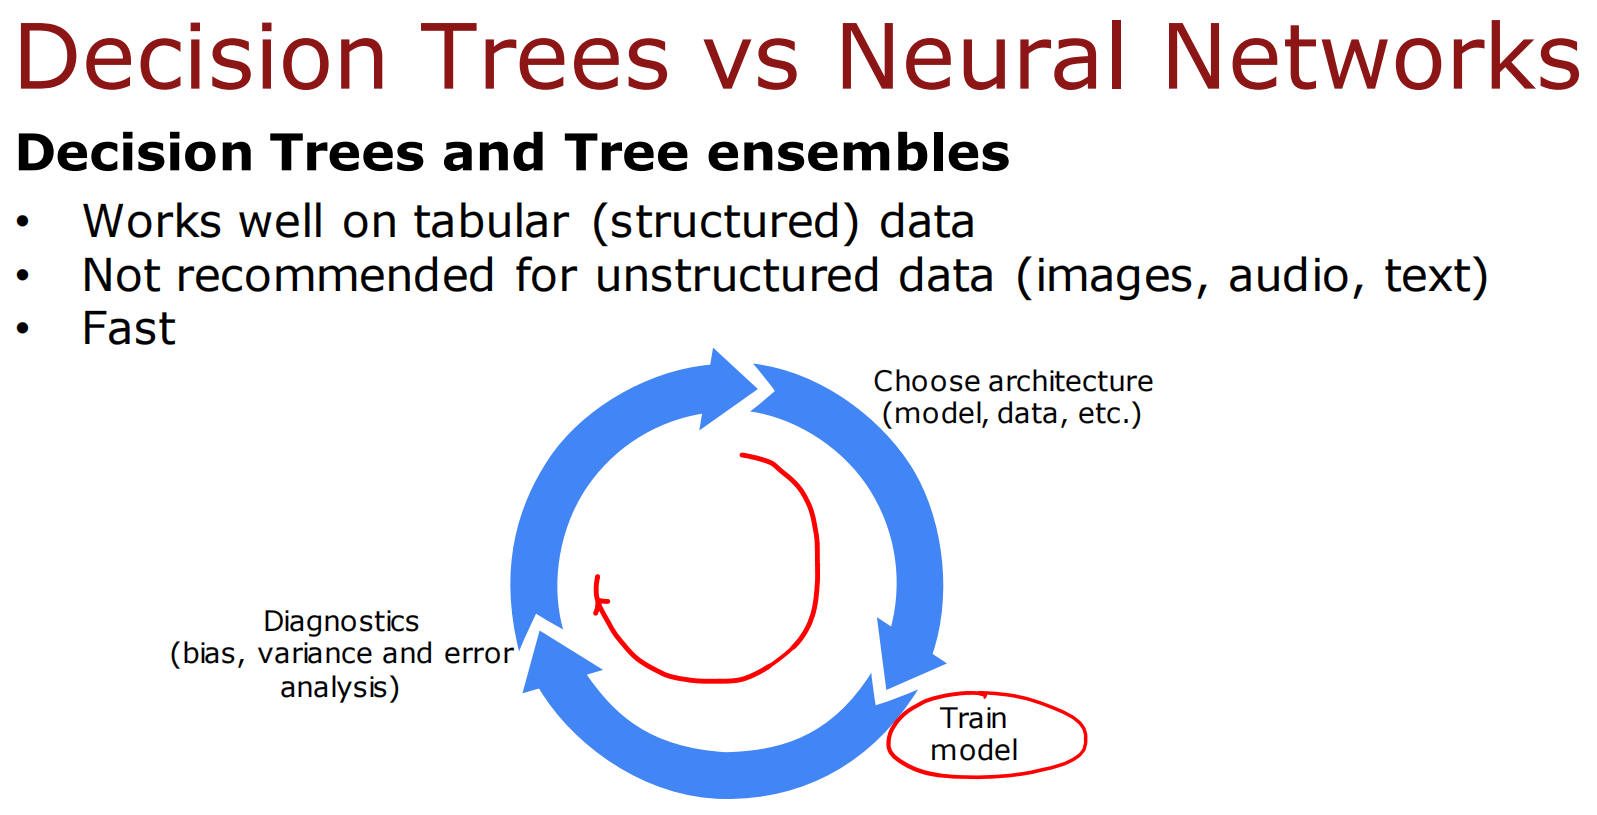 Decision Trees vs Neural Networks
Decision Trees and Tree ensembles
• Works well on tabular (structured) data
• Not recommended for unstructured data (images, audio, text)
• Fast
Choose architecture
(model, data, etc.)
Diagnostics
(bias, variance and error
analysis)
Train
model